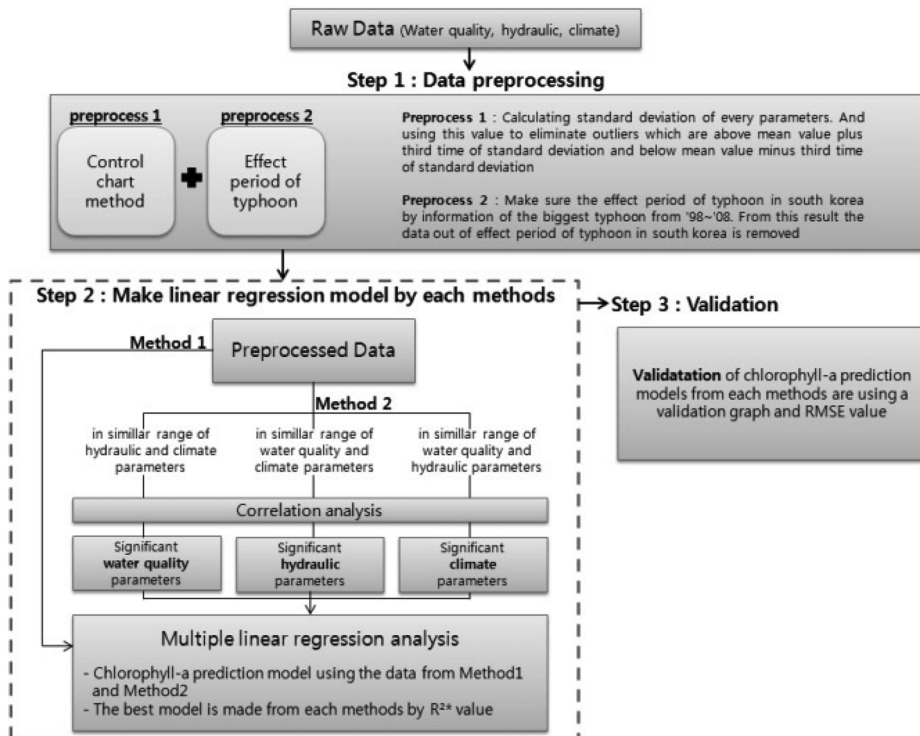 Raw Data (Water quality, hydraulic, climate)
Step 1 : Data preprocessing
preprocess 1
Control
chart
method
preprocess 2
Effect
period of
typhoon
Preprocess 1 : Calculating standard deviation of every parameters. And
using this value to eliminate outliers which are above mean value plus
third time of standard deviation and below mean value minus third time
of standard deviation
Preprocess 2 : Make sure the effect period of typhoon in south korea
by information of the biggest typhoon from '98~'08. From this result the
data out of effect period of typhoon in south korea is removed
Step 2 : Make linear regression model by each methods
Method 1
Preprocessed Data
Method 2
in simillar range of
hydraulic and climate
parameters
in simillar range of
water quality and
climate parameters
in simillar range of
water quality and
hydraulic parameters
Correlation analysis
Significant
water quality
parameters
Significant
hydraulic
parameters
Significant
climate
parameters
Multiple linear regression analysis
- Chlorophyll-a prediction model using the data from Method1
and Method2
- The best model is made from each methods by R²* value
Step 3 : Validation
Validatation of chlorophyll-a prediction
models from each methods are using a
validation graph and RMSE value